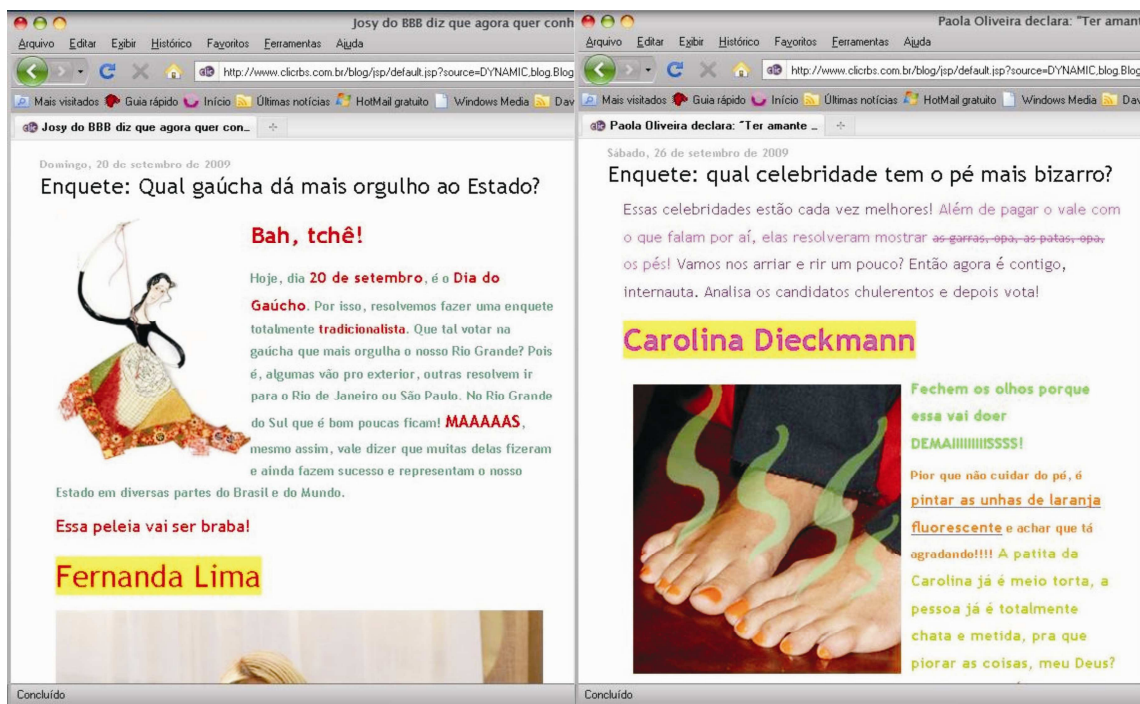 Josy do BBB diz que agora quer conh
Arquivo Editar Exibir Histórico Favoritos Ferramentas Ajuda
http://www.clicrbs.com.br/blog/jsp/default.jsp?source=DYNAMIC,blog.Blog
Mais visitados Guia rápido Início Últimas notícias HotMail gratuito Windows Media Dav
Josy do BBB diz que agora quer con...
Domingo, 20 de setembro de 2009
Enquete: Qual gaúcha dá mais orgulho ao Estado?
Bah, tchê!
Hoje, dia 20 de setembro, é o Dia do
Gaúcho. Por isso, resolvemos fazer uma enquete
totalmente tradicionalista. Que tal votar na
gaúcha que mais orgulha o nosso Rio Grande? Pois
é, algumas vão pro exterior, outras resolvem ir
para o Rio de Janeiro ou São Paulo. No Rio Grande
do Sul que é bom poucas ficam! MAAAAAS,
mesmo assim, vale dizer que muitas delas fizeram
e ainda fazem sucesso e representam o nosso
Estado em diversas partes do Brasil e do Mundo.
Essa peleia vai ser braba!
Fernanda Lima
Concluído
Paola Oliveira declara: "Ter amant
Arquivo Editar Exibir Histórico Favoritos Ferramentas Ajuda
http://www.clicrbs.com.br/blog/jsp/default.jsp?source=DYNAMIC,blog.Blog
Mais visitados Guia rápido Início Últimas notícias HotMail gratuito Windows Media Dav
Paola Oliveira declara: "Ter amante ...
Sábado, 26 de setembro de 2009
Enquete: qual celebridade tem o pé mais bizarro?
Essas celebridades estão cada vez melhores! Além de pagar o vale com
o que falam por aí, elas resolveram mostrar as garras, opa, as patas, opa,
os pés! Vamos nos arriar e rir um pouco? Então agora é contigo,
internauta. Analisa os candidatos chulerentos e depois vota!
Carolina Dieckmann
Fechem os olhos porque
essa vai doer
DEMAIIIIIIIIISSSS!
Pior que não cuidar do pé, é
pintar as unhas de laranja
fluorescente e achar que tá
agradando!!!! A patita da
Carolina já é meio torta, a
pessoa já é totalmente
chata e metida, pra que
piorar as coisas, meu Deus?
Concluído